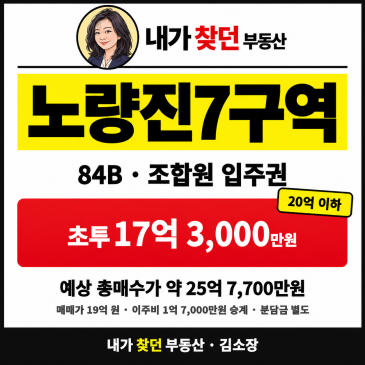 내가 찾던 부동산
노량진7구역
84B · 조합원 입주권
20억 이하
초투 17억 3,000만원
예상 총매수가 약 25억 7,700만원
매매가 19억 원 · 이주비 1억 7,000만원 승계 · 분담금 별도
내가 찾던 부동산 · 김소장